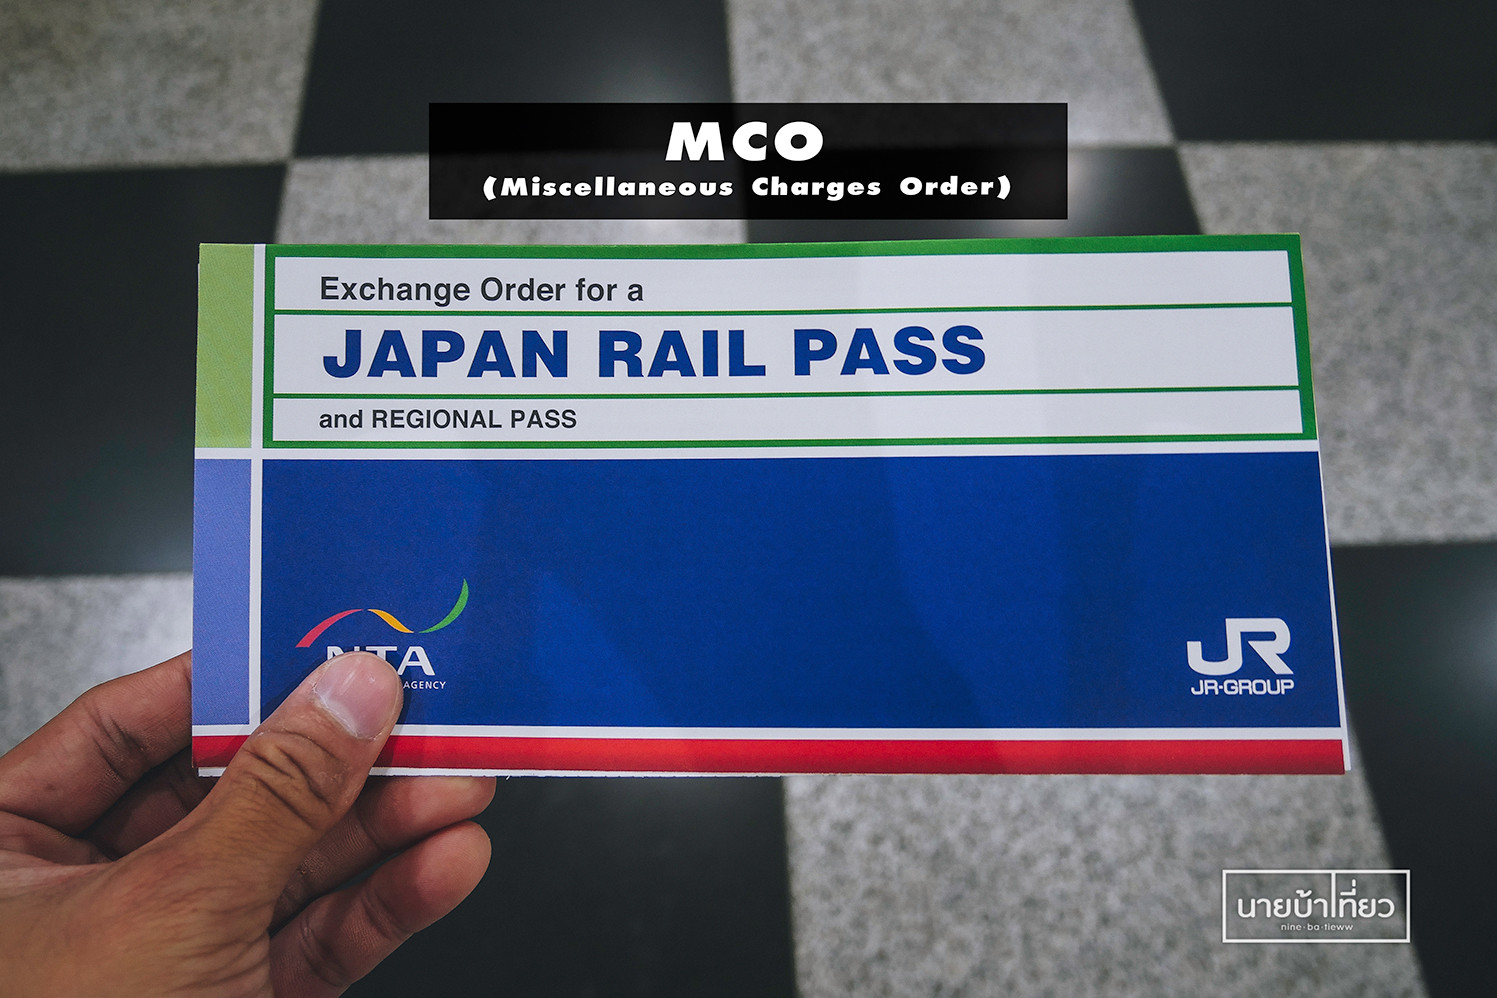 MCO
(Miscellaneous Charges Order)
Exchange Order for a
JAPAN RAIL PASS
and REGIONAL PASS
NTA
AGENCY
JR
JR-GROUP
นายบ้าเที่ยว
nine·ba·tieww